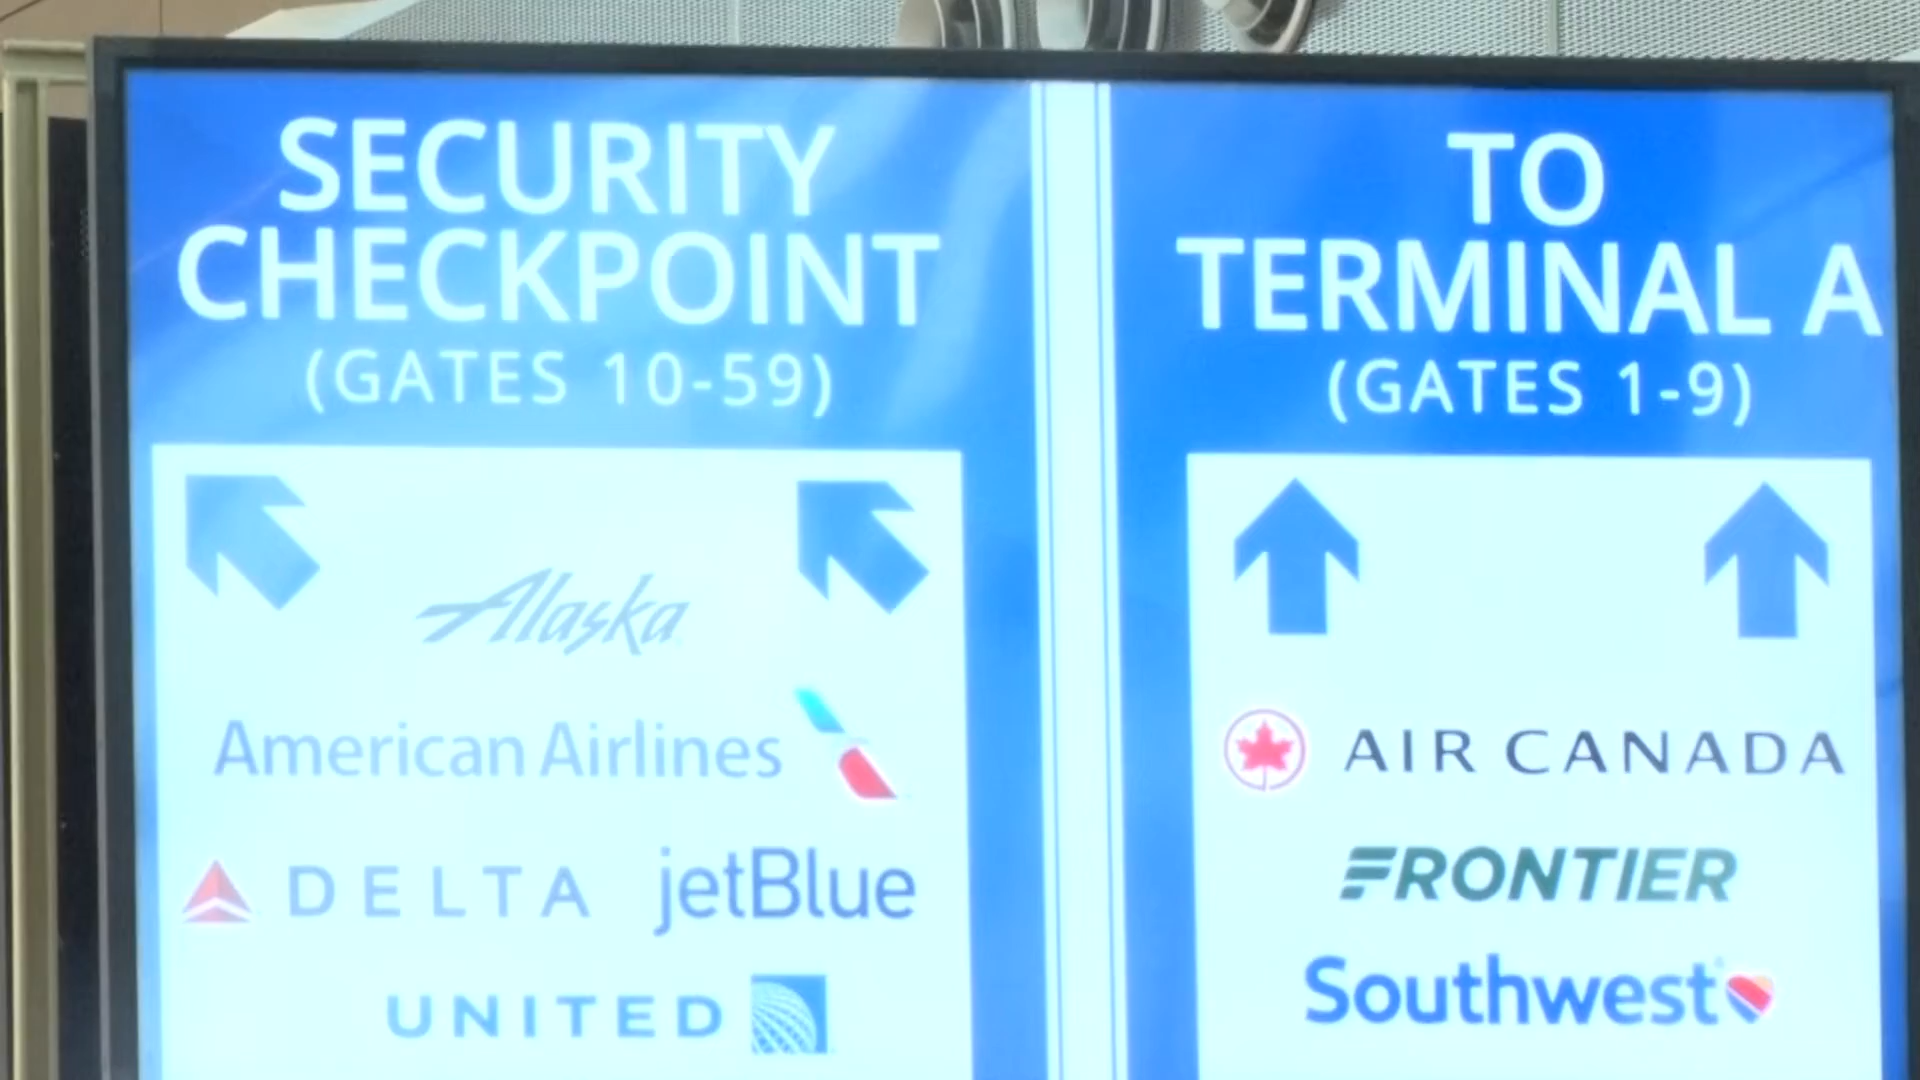 SECURITY
CHECKPOINT
(GATES 10-59)
Alaska
American Airlines
DELTA jetBlue
UNITED
TO
TERMINAL A
(GATES 1-9)
AIR CANADA
FRONTIER
Southwest